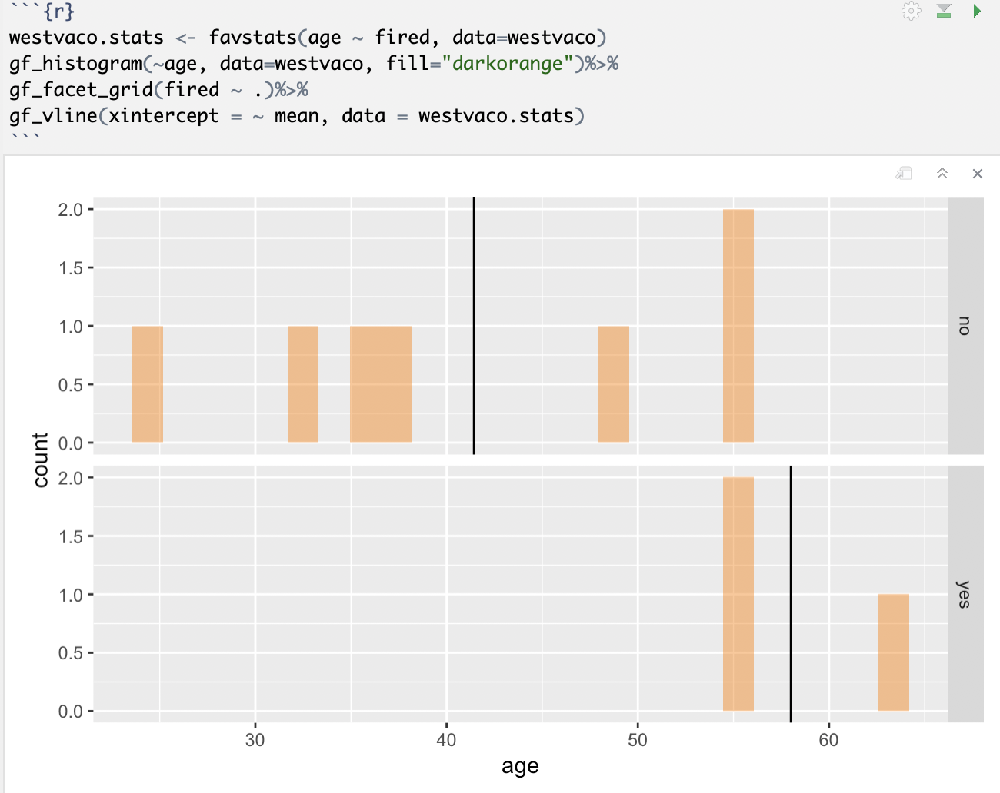 ```{r}
westvaco.stats <- favstats(age ~ fired, data=westvaco)
gf_histogram(~age, data=westvaco, fill="darkorange")%>%
gf_facet_grid(fired ~ .)%>%
gf_vline(xintercept = ~ mean, data = westvaco.stats)
```
2.0
1.5
1.0
0.5
0.0
no
count
2.0
1.5
1.0
0.5
0.0
yes
30 40 50 60
age